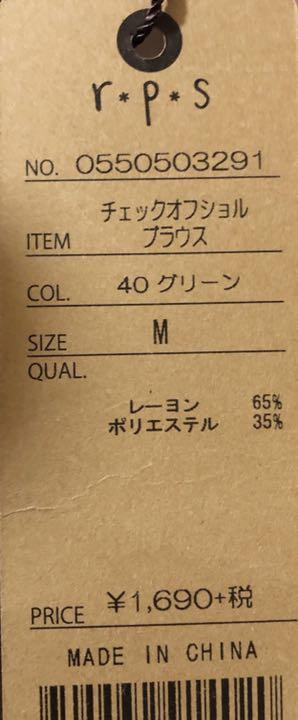 r*p*s
NO. 0550503291
チェックオフショル
ITEM ブラウス
COL. 40 グリーン
SIZE M
QUAL.
レーヨン 65%
ポリエステル 35%
PRICE ¥1,690+税
MADE IN CHINA